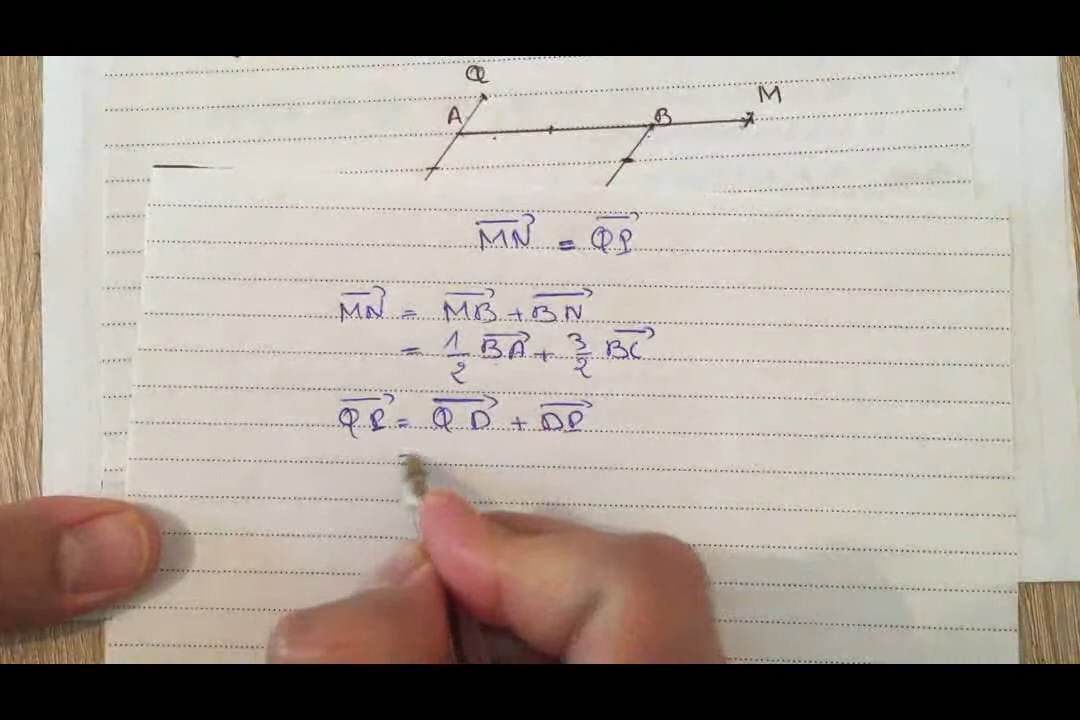 Q
A B M
MN = QP
MN = MB + BN
= 1/2 BA + 3/2 BC
QP = QD + DP